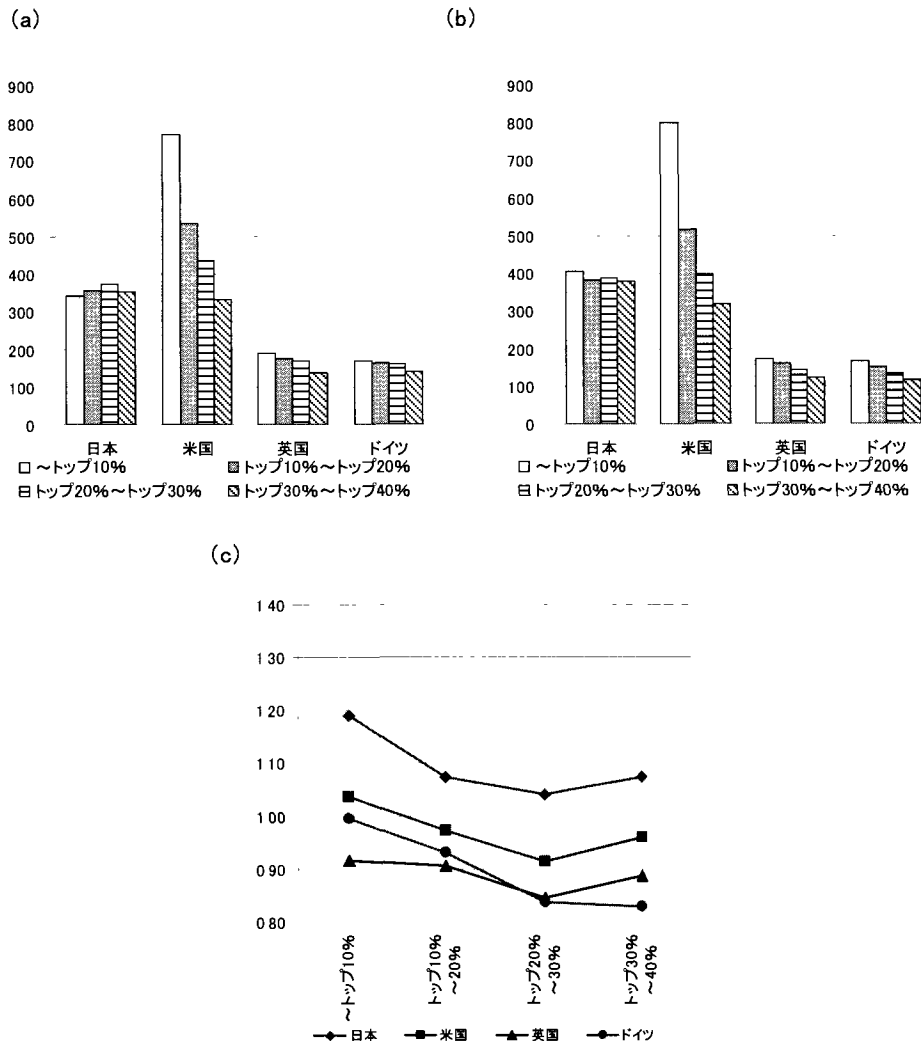 (a)
900
800
700
600
500
400
300
200
100
0
日本 米国 英国 ドイツ
～トップ10% トップ10%～トップ20%
トップ20%～トップ30% トップ30%～トップ40%
(b)
900
800
700
600
500
400
300
200
100
0
日本 米国 英国 ドイツ
～トップ10% トップ10%～トップ20%
トップ20%～トップ30% トップ30%～トップ40%
(c)
1 40
1 30
1 20
1 10
1 00
0 90
0 80
～トップ10%
トップ10%
～20%
トップ20%
～30%
トップ30%
～40%
日本 米国 英国 ドイツ